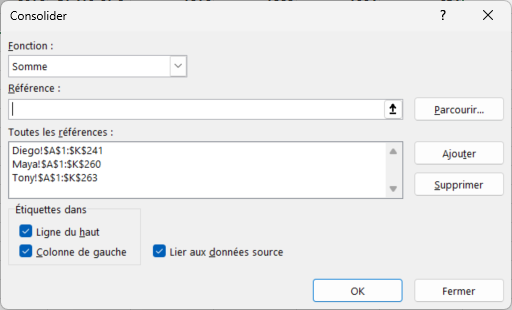 Consolider
Fonction :
Somme
Référence :
Parcourir...
Toutes les références :
Diego!$A$1:$K$241
Maya!$A$1:$K$260
Tony!$A$1:$K$263
Ajouter
Supprimer
Étiquettes dans
Ligne du haut
Colonne de gauche
Lier aux données source
OK
Fermer